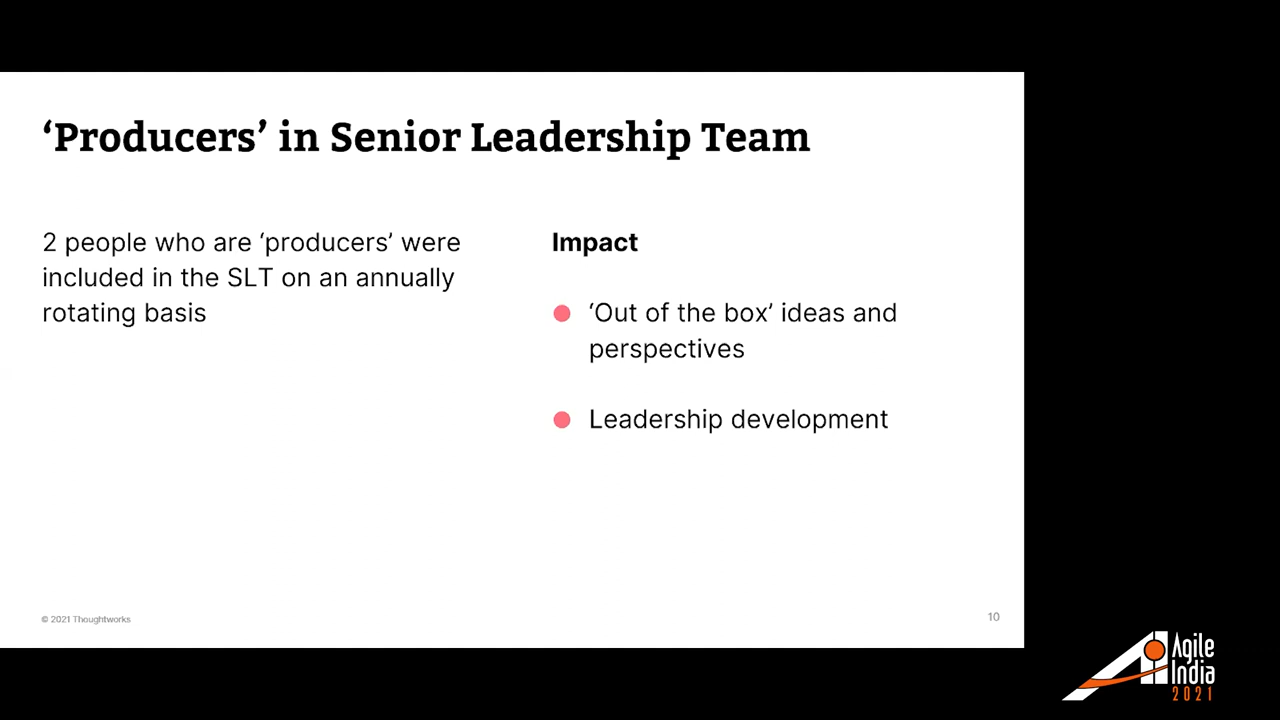 ‘Producers’ in Senior Leadership Team
2 people who are ‘producers’ were
included in the SLT on an annually
rotating basis
Impact
‘Out of the box’ ideas and
perspectives
Leadership development
© 2021 Thoughtworks
10
Agile
India
2021